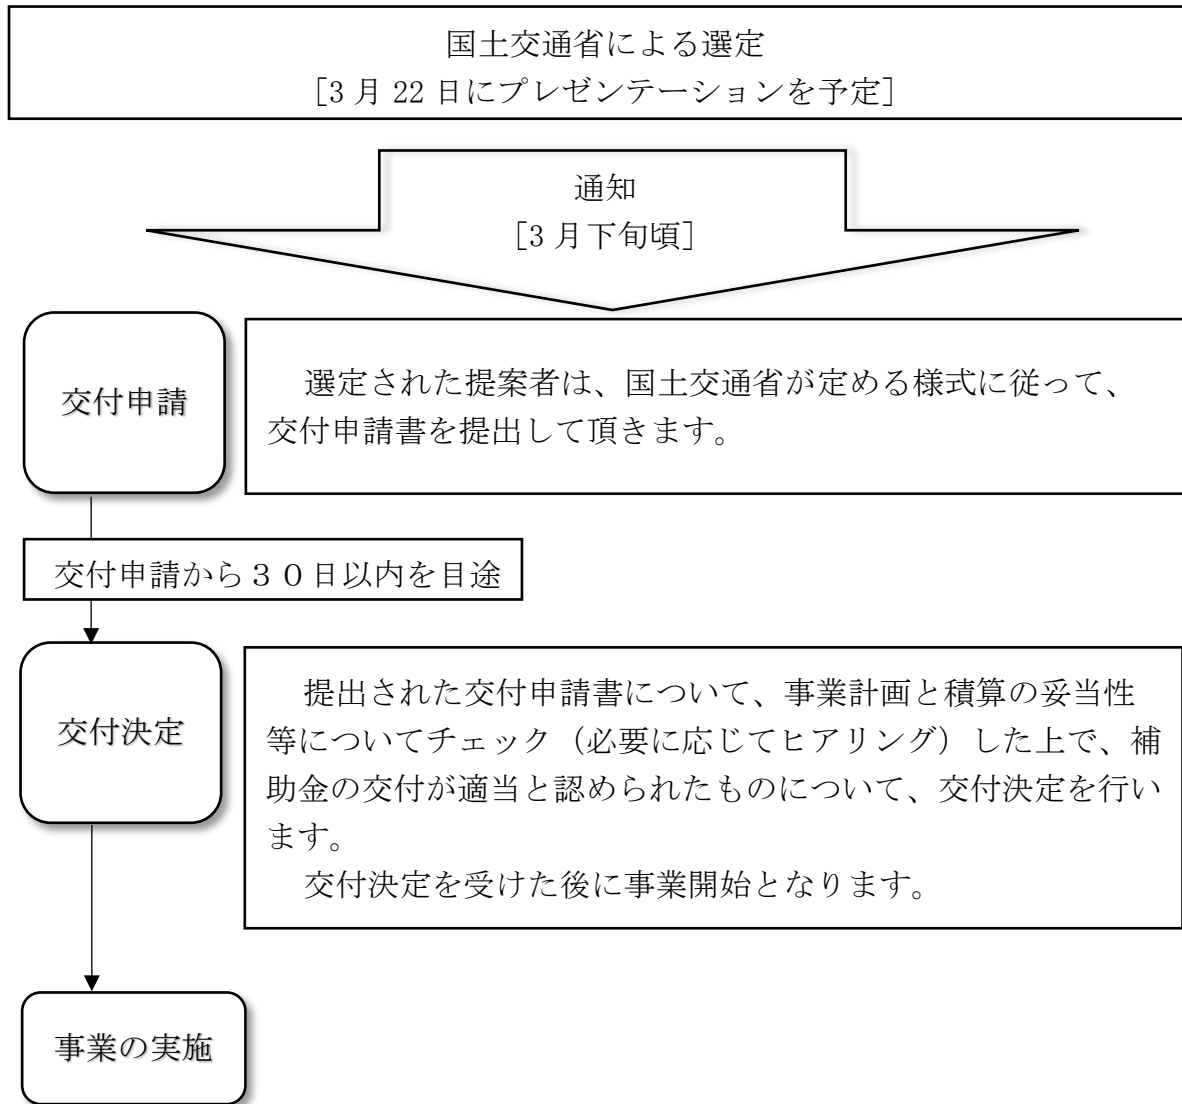 国土交通省による選定
［3月22日にプレゼンテーションを予定］
通知
［3月下旬頃］
交付申請
選定された提案者は、国土交通省が定める様式に従って、
交付申請書を提出して頂きます。
交付申請から３０日以内を目途
交付決定
提出された交付申請書について、事業計画と積算の妥当性
等についてチェック（必要に応じてヒアリング）した上で、補
助金の交付が適当と認められたものについて、交付決定を行い
ます。
交付決定を受けた後に事業開始となります。
事業の実施